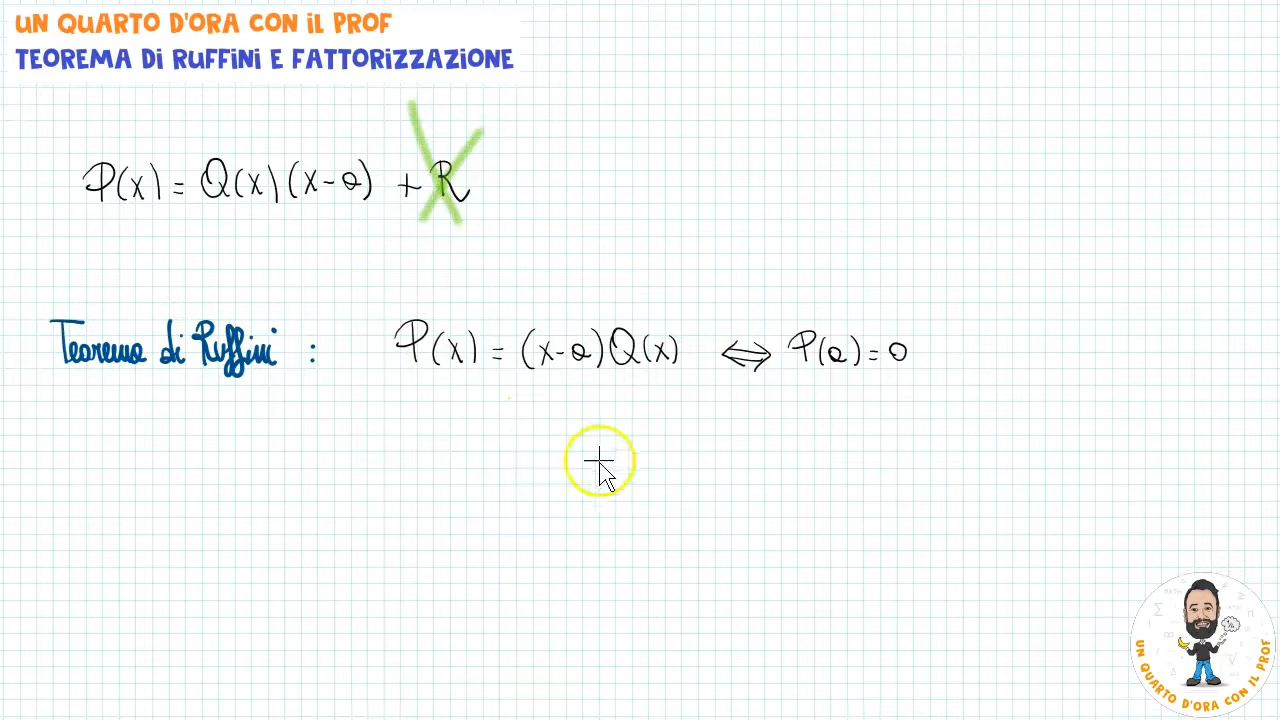 UN QUARTO D'ORA CON IL PROF
TEOREMA DI RUFFINI E FATTORIZZAZIONE
P(x) = Q(x)(x-a) + R
Teorema di Ruffini : P(x) = (x-a)Q(x) ⟺ P(a) = 0
UN QUARTO D'ORA CON IL PROF